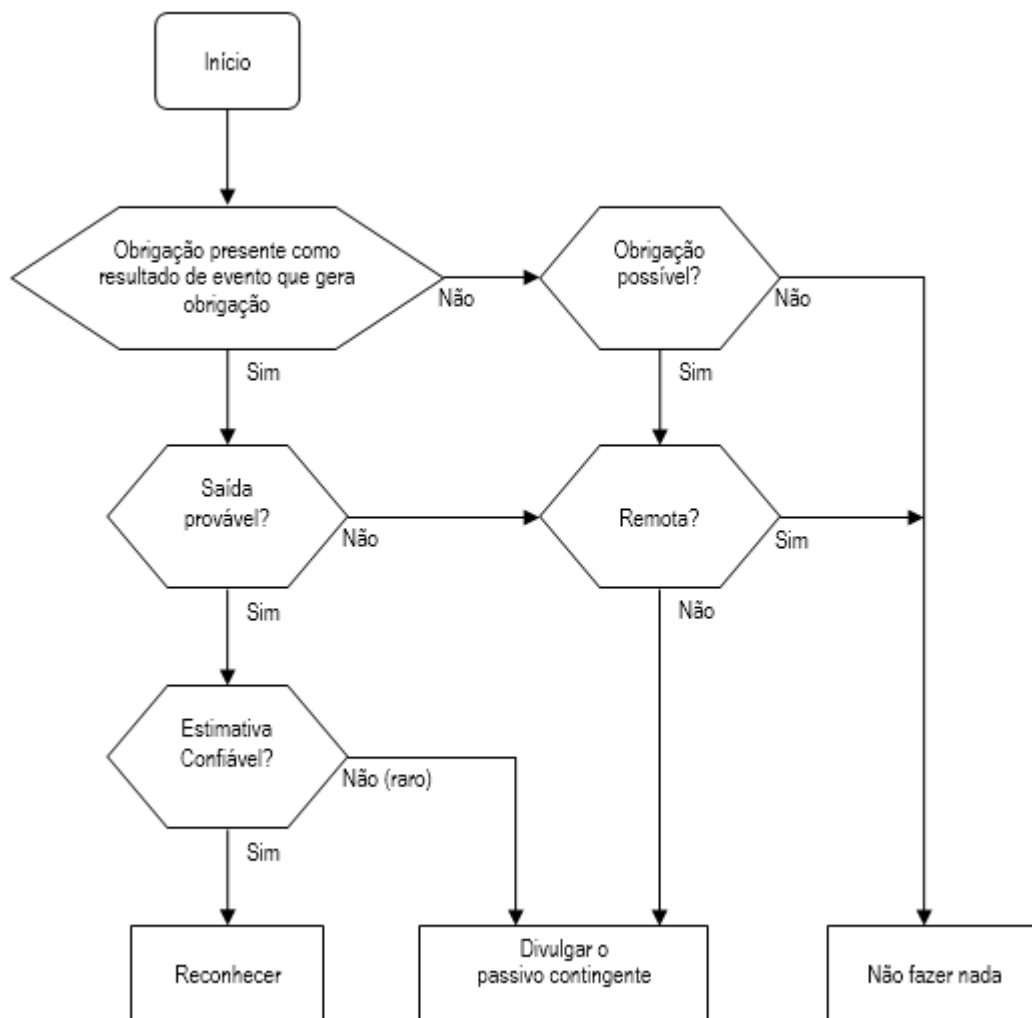 Início
Obrigação presente como
resultado de evento que gera
obrigação
Não
Obrigação
possível?
Não
Sim
Sim
Saída
provável?
Não
Remota?
Sim
Sim
Não
Estimativa
Confiável?
Não (raro)
Sim
Reconhecer
Divulgar o
passivo contingente
Não fazer nada